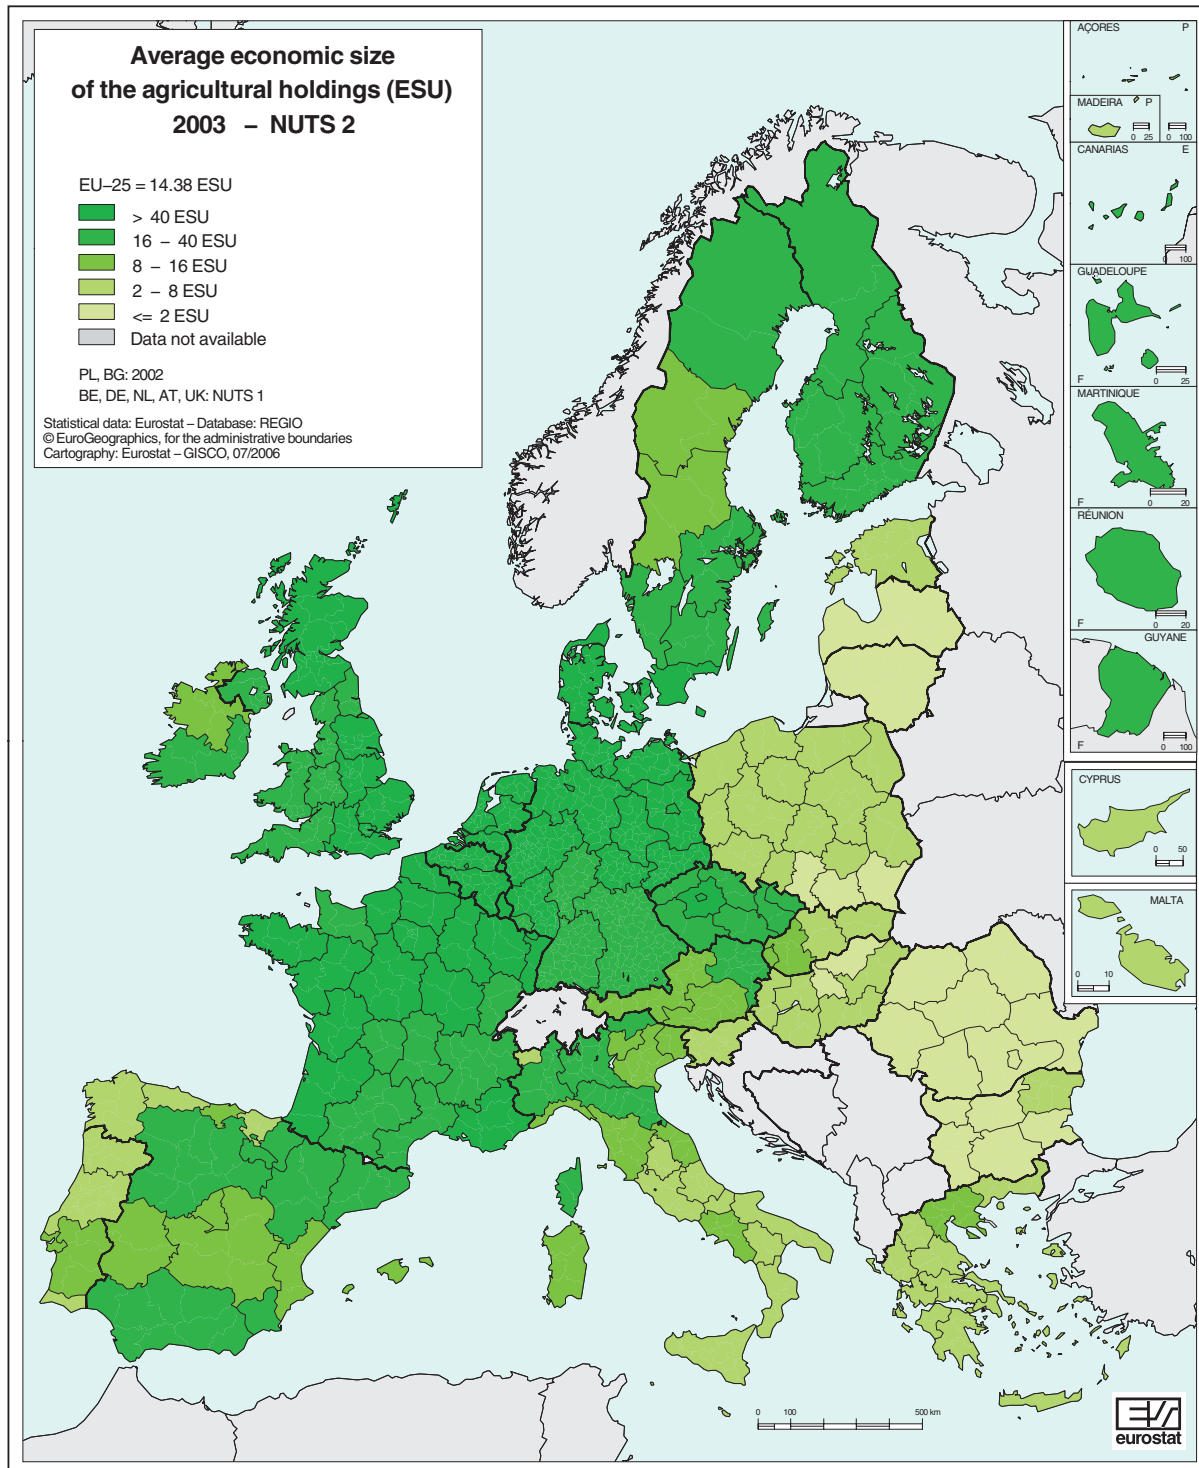 Average economic size
of the agricultural holdings (ESU)
2003 – NUTS 2
EU–25 = 14.38 ESU
> 40 ESU
16 – 40 ESU
8 – 16 ESU
2 – 8 ESU
<= 2 ESU
Data not available
PL, BG: 2002
BE, DE, NL, AT, UK: NUTS 1
Statistical data: Eurostat – Database: REGIO
© EuroGeographics, for the administrative boundaries
Cartography: Eurostat – GISCO, 07/2006
AÇORES P
MADEIRA P
0 25 0 100
CANARIAS E
0 100
GUADELOUPE
F 0 25
MARTINIQUE
F 0 20
RÉUNION
F 0 20
GUYANE
F 0 100
CYPRUS
0 50
MALTA
0 10
0 100 500 km
eurostat